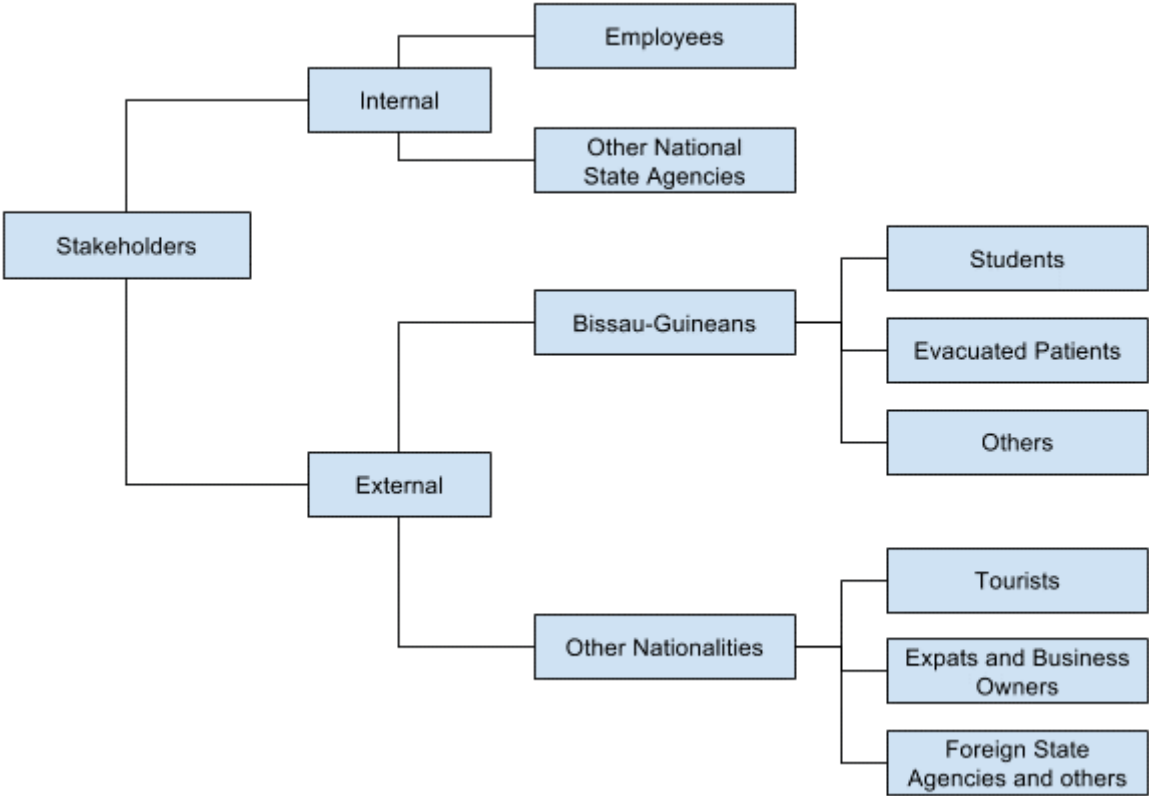 Employees
Internal
Other National
State Agencies
Stakeholders
Students
Bissau-Guineans
Evacuated Patients
Others
External
Tourists
Other Nationalities
Expats and Business
Owners
Foreign State
Agencies and others